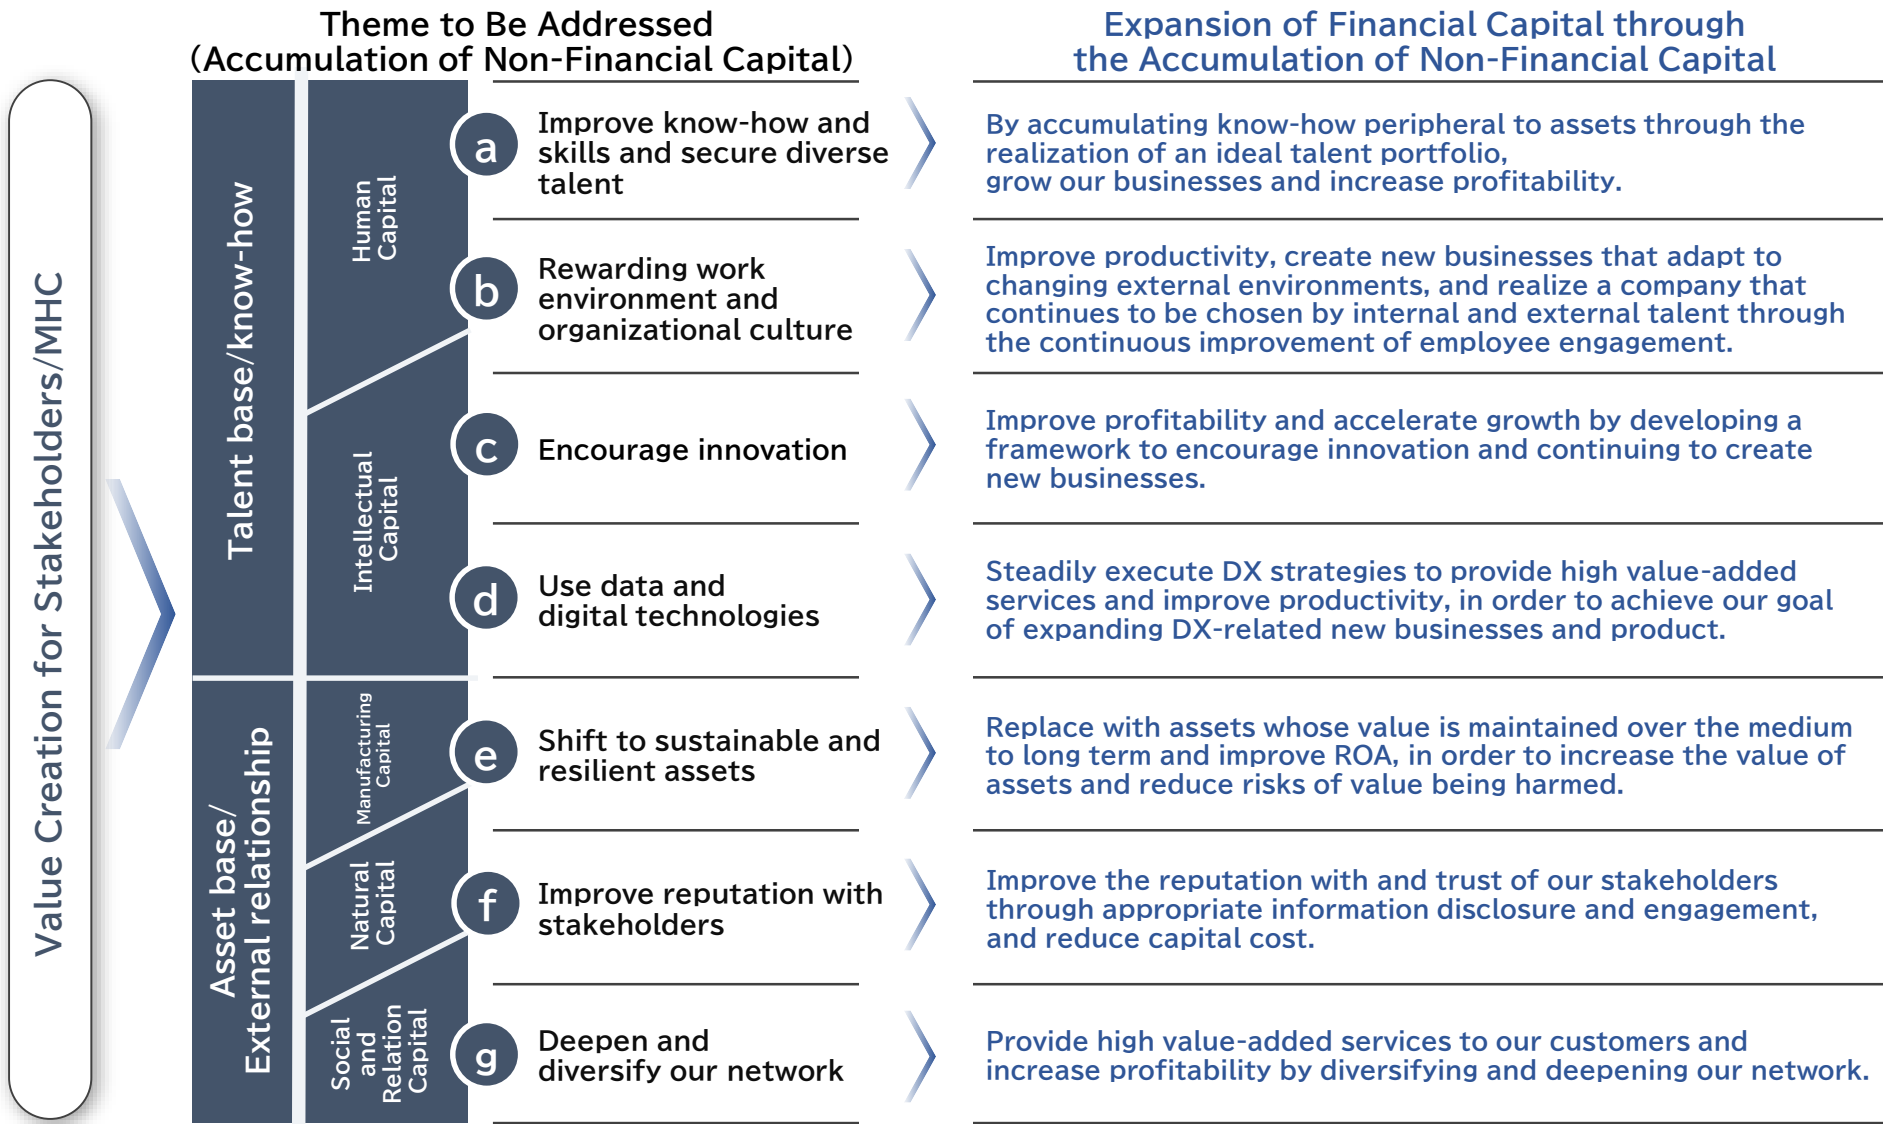 Theme to Be Addressed
(Accumulation of Non-Financial Capital)
Expansion of Financial Capital through
the Accumulation of Non-Financial Capital
Value Creation for Stakeholders/MHC
Talent base/know-how
Human
Capital
a
Improve know-how and
skills and secure diverse
talent
By accumulating know-how peripheral to assets through the
realization of an ideal talent portfolio,
grow our businesses and increase profitability.
b
Rewarding work
environment and
organizational culture
Improve productivity, create new businesses that adapt to
changing external environments, and realize a company that
continues to be chosen by internal and external talent through
the continuous improvement of employee engagement.
Intellectual
Capital
c
Encourage innovation
Improve profitability and accelerate growth by developing a
framework to encourage innovation and continuing to create
new businesses.
d
Use data and
digital technologies
Steadily execute DX strategies to provide high value-added
services and improve productivity, in order to achieve our goal
of expanding DX-related new businesses and product.
Asset base/
External relationship
Manufacturing
Capital
e
Shift to sustainable and
resilient assets
Replace with assets whose value is maintained over the medium
to long term and improve ROA, in order to increase the value of
assets and reduce risks of value being harmed.
Natural
Capital
f
Improve reputation with
stakeholders
Improve the reputation with and trust of our stakeholders
through appropriate information disclosure and engagement,
and reduce capital cost.
Social
and
Relation
Capital
g
Deepen and
diversify our network
Provide high value-added services to our customers and
increase profitability by diversifying and deepening our network.